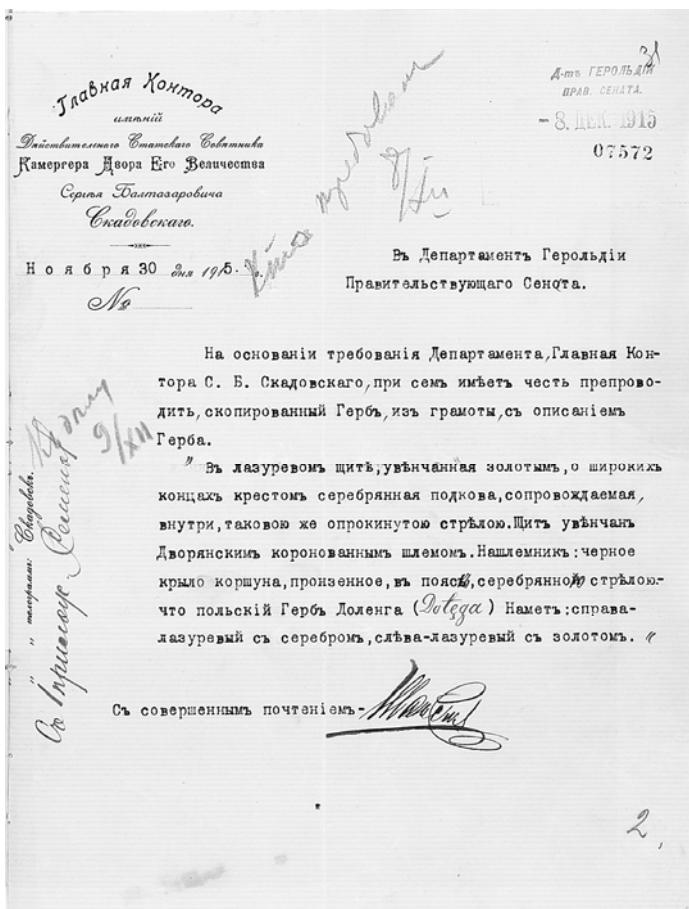 Главная Контора
имѣній
Дѣйствительнаго Статскаго Совѣтника
Камергера Двора Его Величества
Сергѣя Балтазаровича
Скадовскаго.
Ноября 30 дня 1915.
№
Д-тъ ГЕРОЛЬДІИ
ПРАВ. СЕНАТА.
- 8. ДЕК. 1915
07572
Въ Департаментъ Герольдіи
Правительствующаго Сената.
На основаніи требованія Департамента, Главная Кон-
тора С. Б. Скадовскаго, при семъ имѣетъ честь препрово-
дить, скопированный Гербъ, изъ грамоты, съ описаніемъ
Герба.
" Въ лазуревомъ щитѣ, увѣнчанная золотымъ, о широкихъ
концахъ крестомъ серебрянная подкова, сопровождаемая,
внутри, таковою же опрокинутою стрѣлою. Щитъ увѣнчанъ
Дворянскимъ коронованнымъ шлемомъ. Нашлемникъ: черное
крыло коршуна, пронзенное, въ поясѣ, серебрянною стрѣлою-
что польскій Гербъ Доленга (Dołęga) Наметъ: справа-
лазуревый съ серебромъ, слѣва-лазуревый съ золотомъ. "
Съ совершеннымъ почтеніемъ-
" " телеграммъ: Скадовскъ.
9/XII
2,